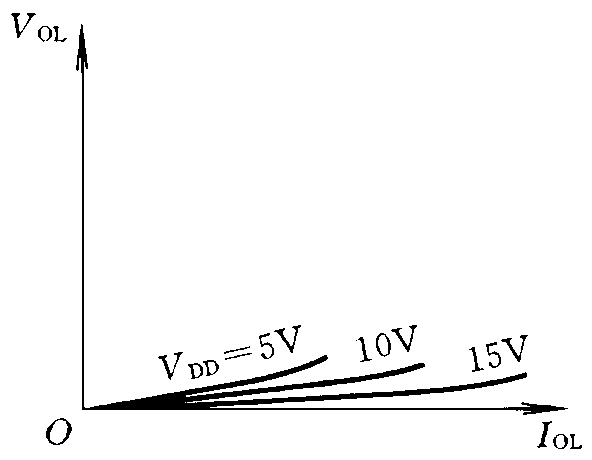 V_OL
V_DD=5V
10V
15V
O
I_OL